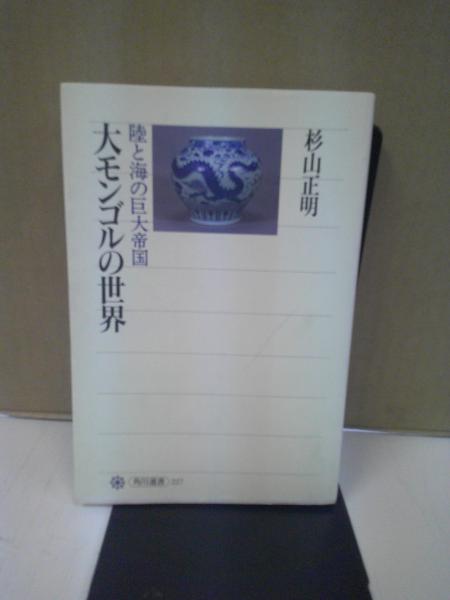 杉山正明
陸と海の巨大帝国
大モンゴルの世界
角川選書 227